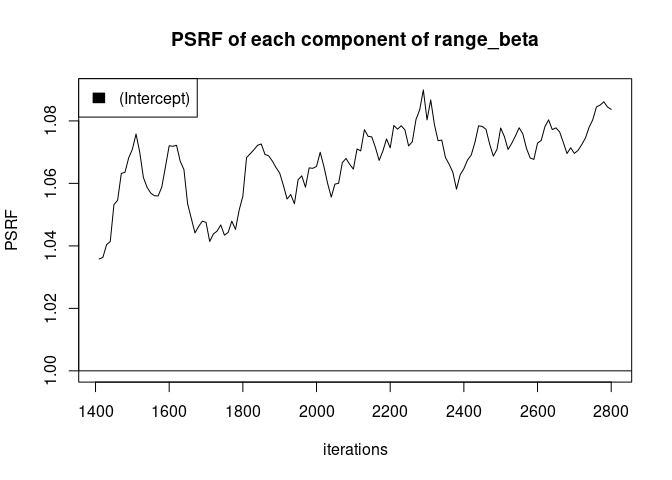 PSRF of each component of range_beta
(Intercept)
PSRF
1.08
1.06
1.04
1.02
1.00
1400 1600 1800 2000 2200 2400 2600 2800
iterations